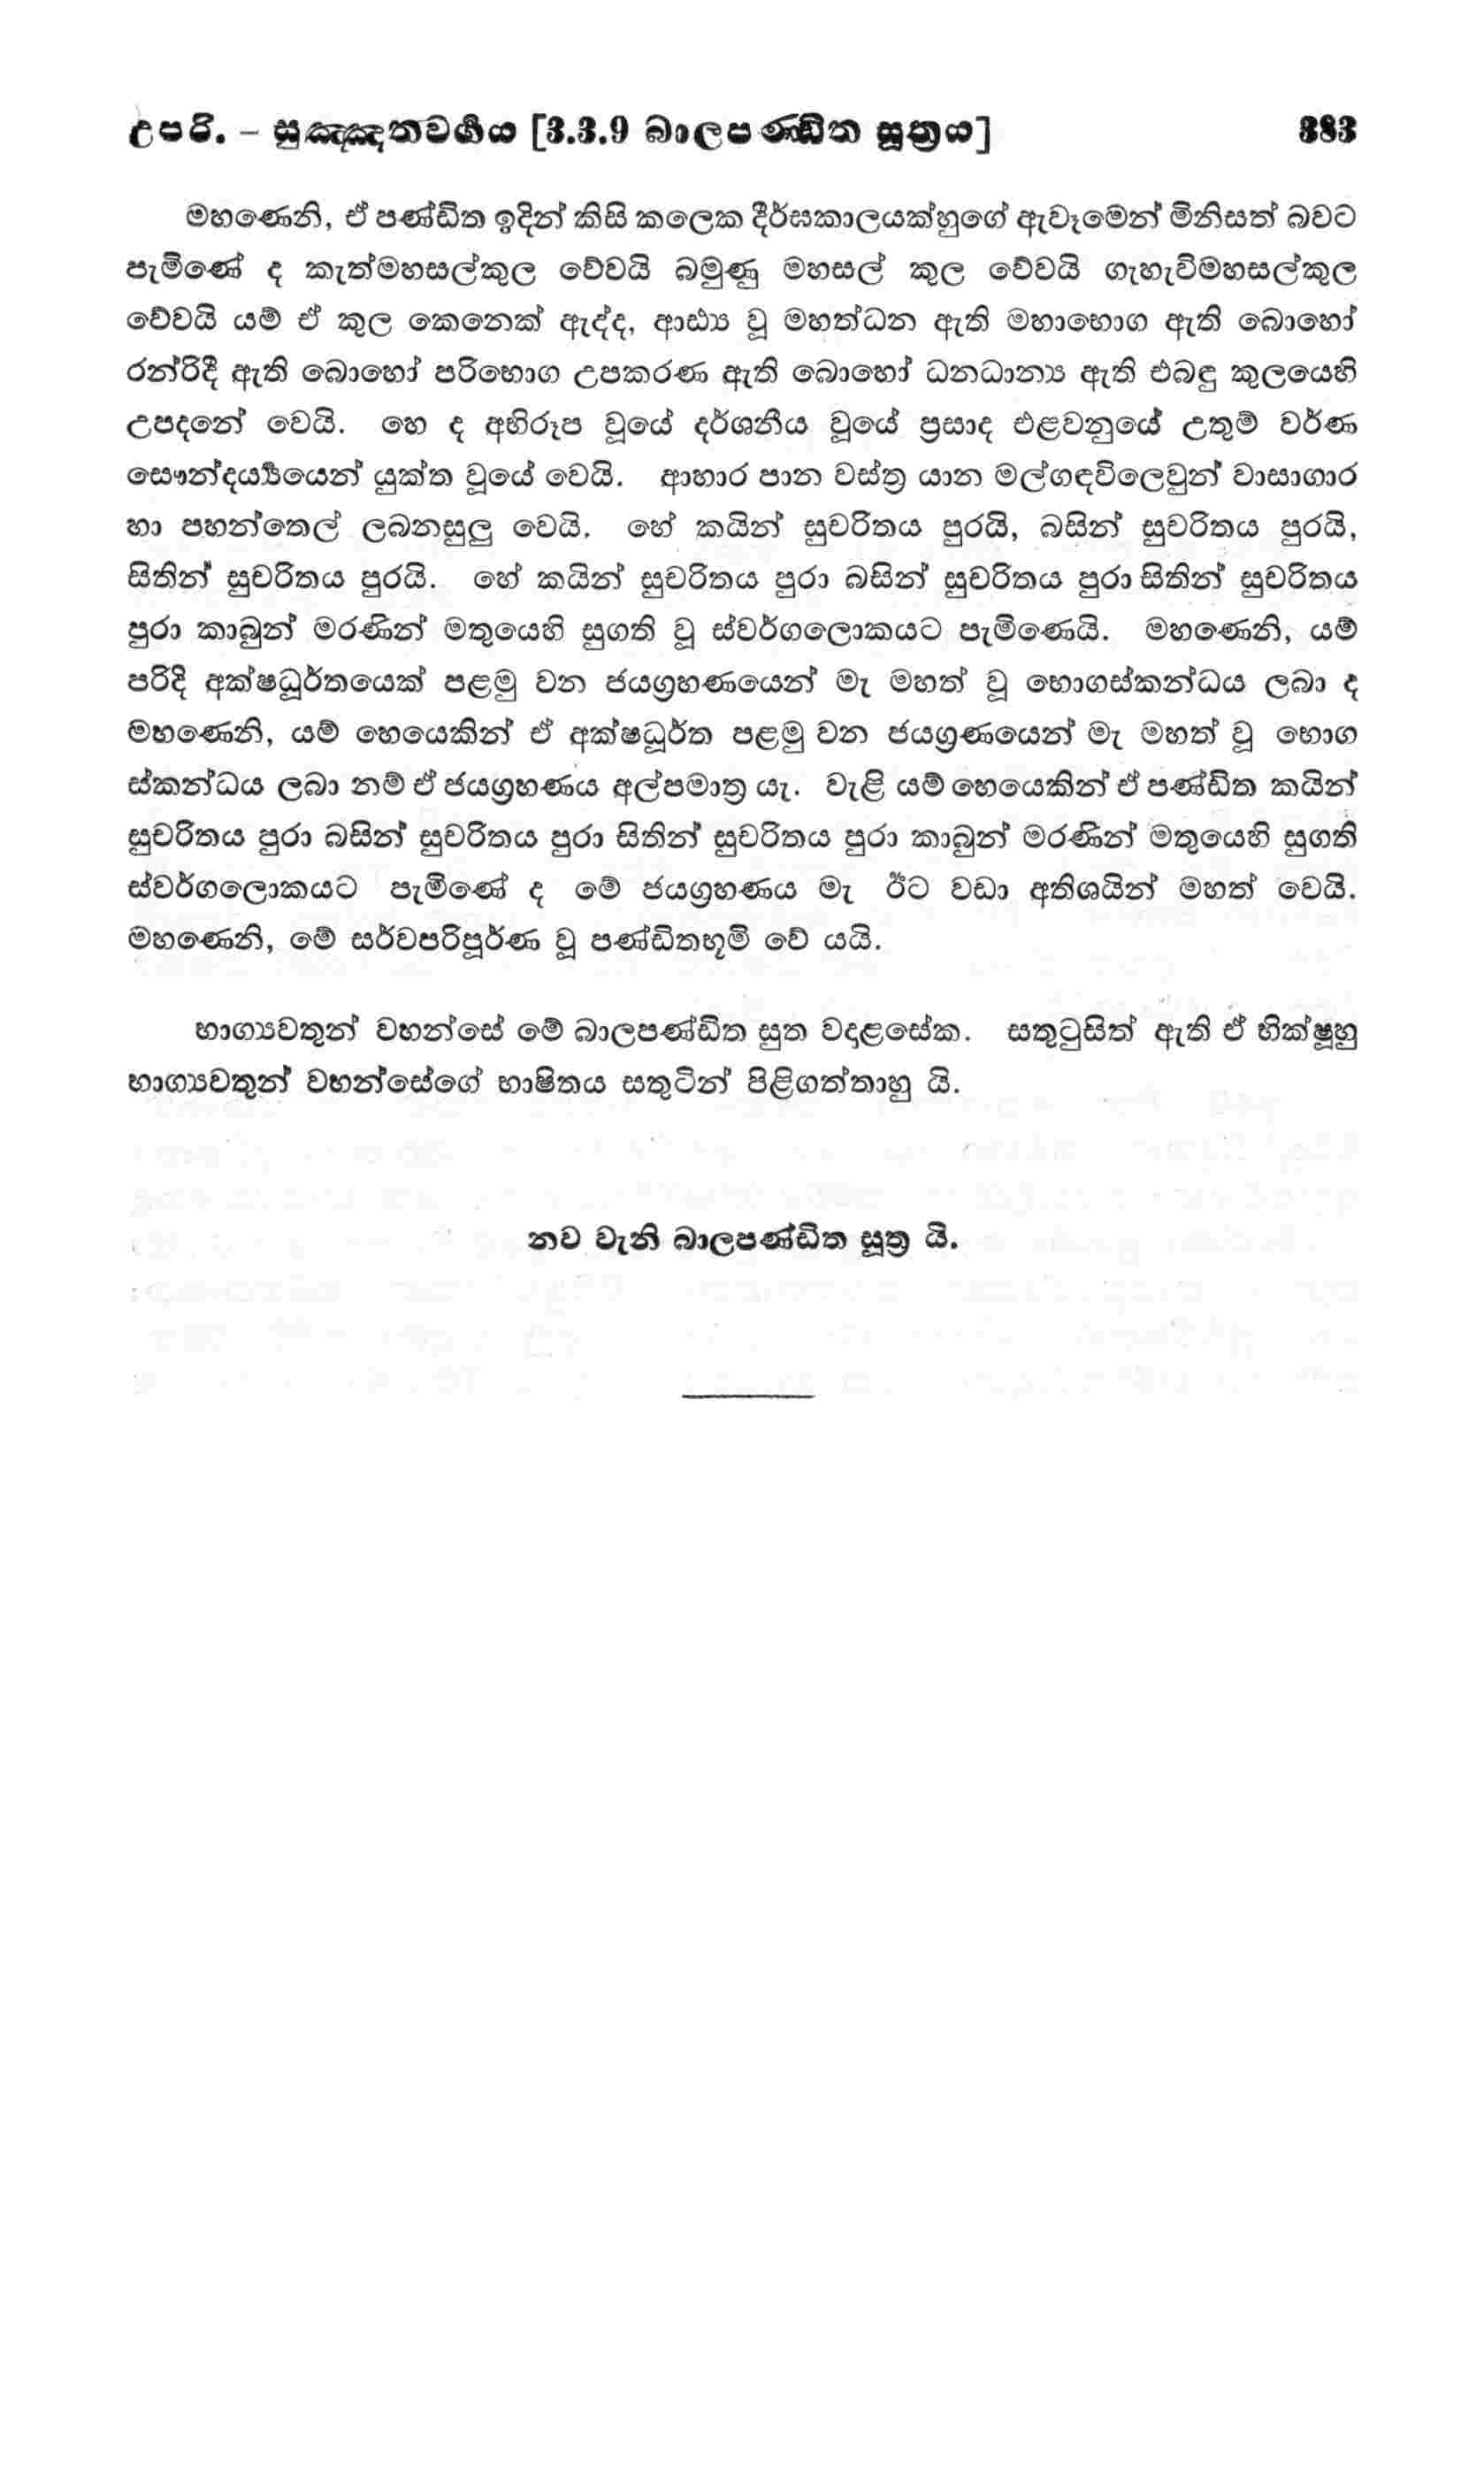 උපරි. – සුඤ්ඤතවර්‍ගය [3.3.9 බාලපණ්ඩිත සූත්‍රය] 383
මහණෙනි, ඒ පණ්ඩිත ඉදින් කිසි කලෙක දීර්ඝකාලයක්හුගේ ඇවෑමෙන් මිනිසත් බවට
පැමිණේ ද කැත්මහසල්කුල වේවයි බමුණු මහසල් කුල වේවයි ගැහැවිමහසල්කුල
වේවයි යම් ඒ කුල කෙනෙක් ඇද්ද, ආඪ්‍ය වූ මහත්ධන ඇති මහාභොග ඇති බොහෝ
රන්රිදී ඇති බොහෝ පරිභොග උපකරණ ඇති බොහෝ ධනධාන්‍ය ඇති එබඳු කුලයෙහි
උපදනේ වෙයි. හෙ ද අභිරූප වූයේ දර්ශනීය වූයේ ප්‍රසාද එළවනුයේ උතුම් වර්ණ
සෞන්දර්‍ය්‍යයෙන් යුක්ත වූයේ වෙයි. ආහාර පාන වස්ත්‍ර යාන මල්ගඳවිලෙවුන් වාසාගාර
හා පහන්තෙල් ලබනසුලු වෙයි. හේ කයින් සුචරිතය පුරයි, බසින් සුචරිතය පුරයි,
සිතින් සුචරිතය පුරයි. හේ කයින් සුචරිතය පුරා බසින් සුචරිතය පුරා සිතින් සුචරිතය
පුරා කාබුන් මරණින් මතුයෙහි සුගති වූ ස්වර්ගලොකයට පැමිණෙයි. මහණෙනි, යම්
පරිදි අක්ෂධූර්තයෙක් පළමු වන ජයග්‍රහණයෙන් මැ මහත් වූ භොගස්කන්ධය ලබා ද
මහණෙනි, යම් හෙයෙකින් ඒ අක්ෂධූර්ත පළමු වන ජයග්‍රණයෙන් මැ මහත් වූ භොග
ස්කන්ධය ලබා නම් ඒ ජයග්‍රහණය අල්පමාත්‍ර යැ. වැළි යම් හෙයෙකින් ඒ පණ්ඩිත කයින්
සුචරිතය පුරා බසින් සුචරිතය පුරා සිතින් සුචරිතය පුරා කාබුන් මරණින් මතුයෙහි සුගති
ස්වර්ගලොකයට පැමිණේ ද මේ ජයග්‍රහණය මැ ඊට වඩා අතිශයින් මහත් වෙයි.
මහණෙනි, මේ සර්වපරිපූර්ණ වූ පණ්ඩිතභූමි වේ යයි.
භාග්‍යවතුන් වහන්සේ මේ බාලපණ්ඩිත සුත වදාළසේක. සතුටුසිත් ඇති ඒ භික්ෂූහු
භාග්‍යවතුන් වහන්සේගේ භාෂිතය සතුටින් පිළිගත්තාහු යි.
නව වැනි බාලපණ්ඩිත සූත්‍ර යි.